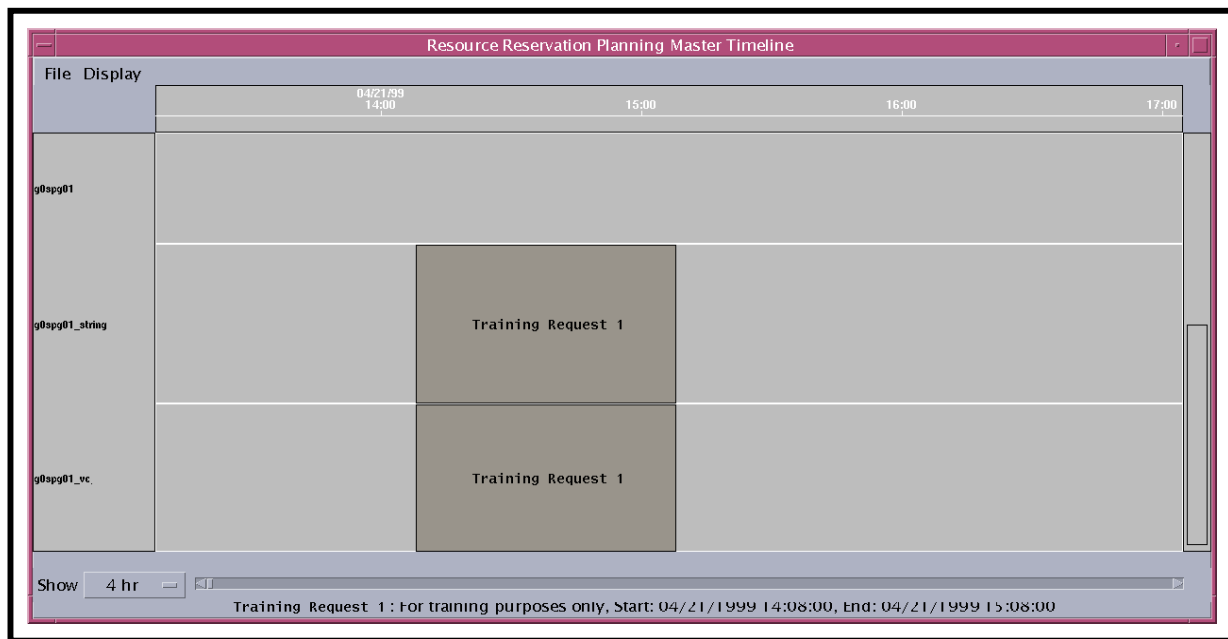 Resource Reservation Planning Master Timeline
File Display
04/21/99
14:00 15:00 16:00 17:00
g0spg01
g0spg01_string
Training Request 1
g0spg01_vc
Training Request 1
Show 4 hr
Training Request 1 : For training purposes only, Start: 04/21/1999 14:08:00, End: 04/21/1999 15:08:00